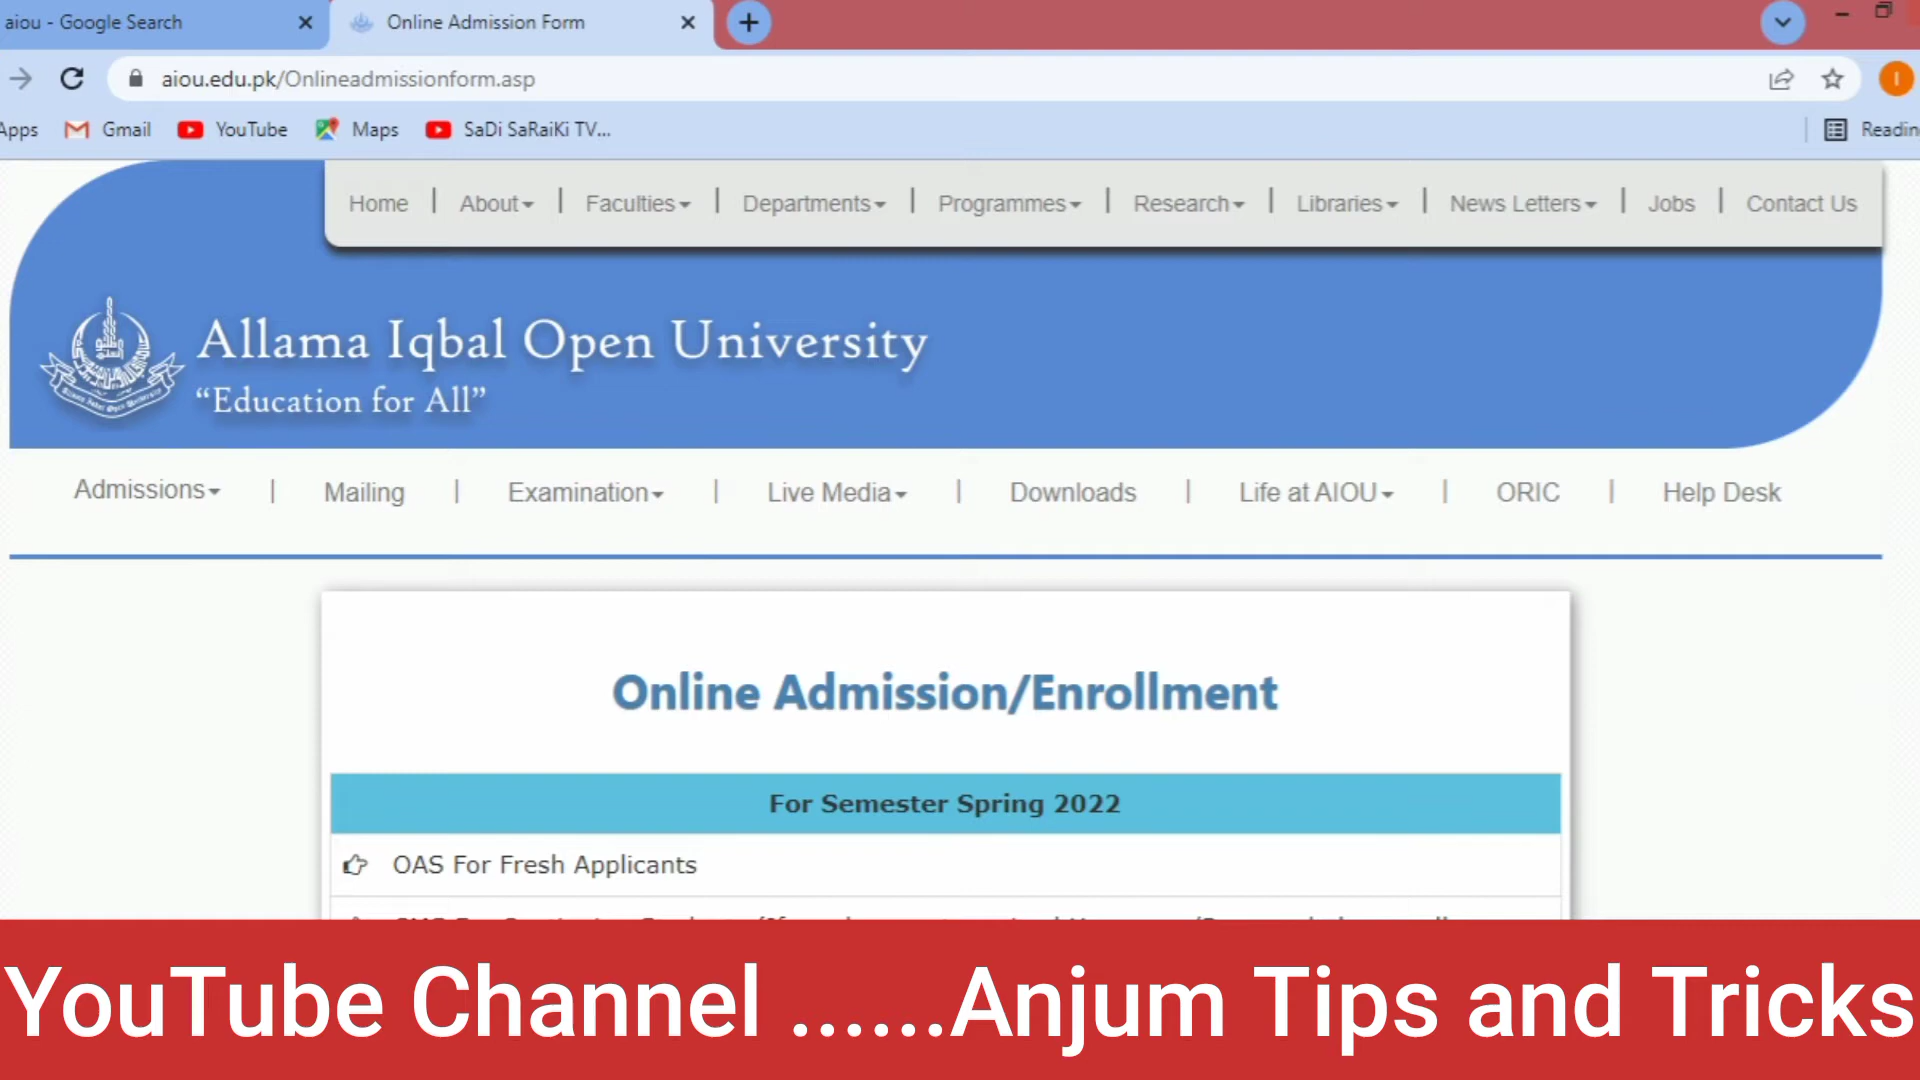 aiou - Google Search
Online Admission Form
aiou.edu.pk/Onlineadmissionform.asp
Apps Gmail YouTube Maps SaDi SaRaiKi TV...
Home | About | Faculties | Departments | Programmes | Research | Libraries | News Letters | Jobs | Contact Us
Allama Iqbal Open University
“Education for All”
Admissions | Mailing | Examination | Live Media | Downloads | Life at AIOU | ORIC | Help Desk
Online Admission/Enrollment
For Semester Spring 2022
OAS For Fresh Applicants
YouTube Channel ......Anjum Tips and Tricks